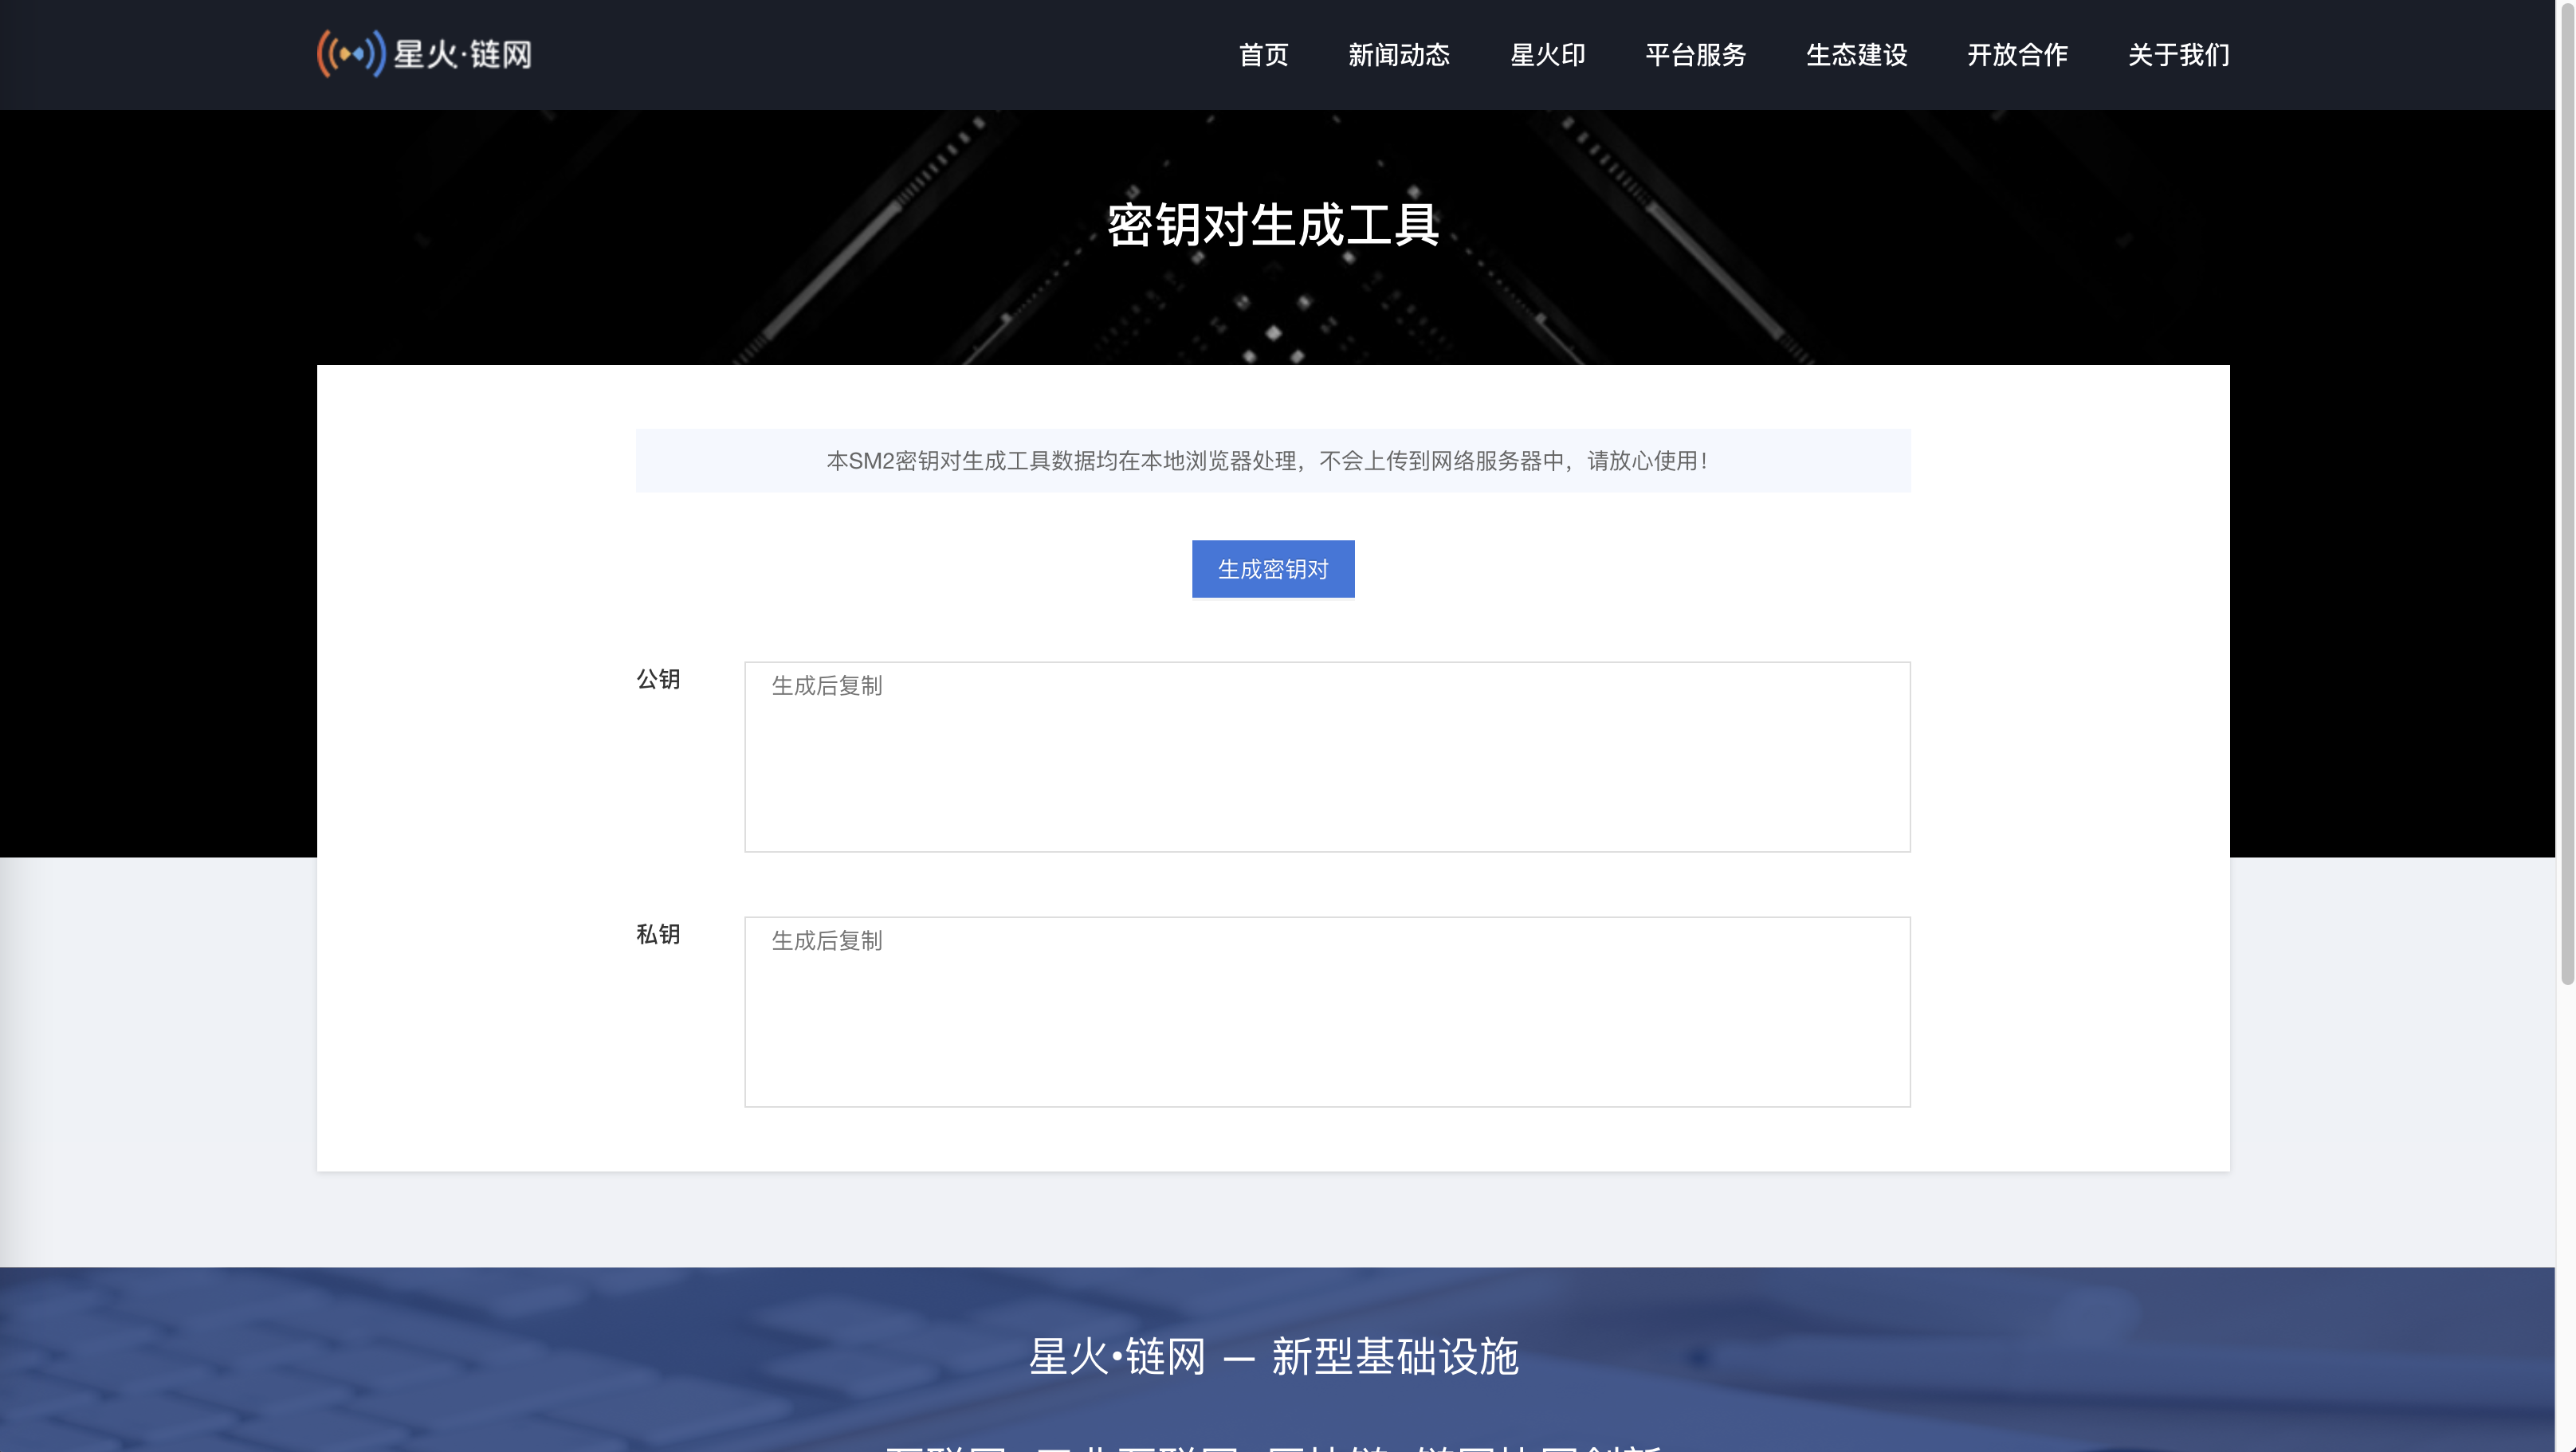 星火·链网
首页 新闻动态 星火印 平台服务 生态建设 开放合作 关于我们
密钥对生成工具
本SM2密钥对生成工具数据均在本地浏览器处理，不会上传到网络服务器中，请放心使用！
生成密钥对
公钥
生成后复制
私钥
生成后复制
星火•链网 — 新型基础设施